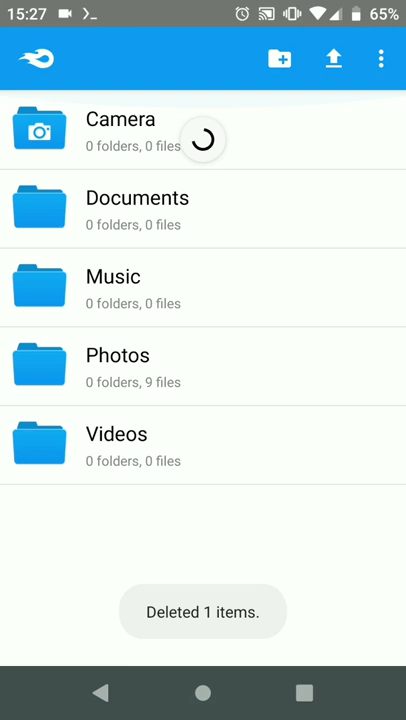 15:27
65%
Camera
0 folders, 0 files
Documents
0 folders, 0 files
Music
0 folders, 0 files
Photos
0 folders, 9 files
Videos
0 folders, 0 files
Deleted 1 items.